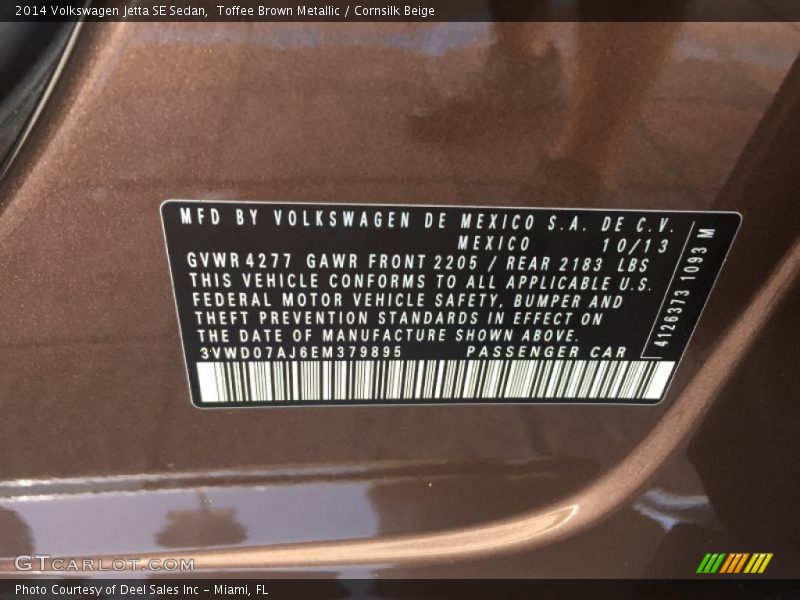 2014 Volkswagen Jetta SE Sedan,  Toffee Brown Metallic / Cornsilk Beige
MFD BY VOLKSWAGEN DE MEXICO S.A. DE C.V.
MEXICO 10/13
GVWR 4277 GAWR FRONT 2205 / REAR 2183 LBS
THIS VEHICLE CONFORMS TO ALL APPLICABLE U.S.
FEDERAL MOTOR VEHICLE SAFETY, BUMPER AND
THEFT PREVENTION STANDARDS IN EFFECT ON
THE DATE OF MANUFACTURE SHOWN ABOVE.
3VWD07AJ6EM379895 PASSENGER CAR
4126373 1093 M
GTCARLOT.COM
Photo Courtesy of Deel Sales Inc – Miami, FL